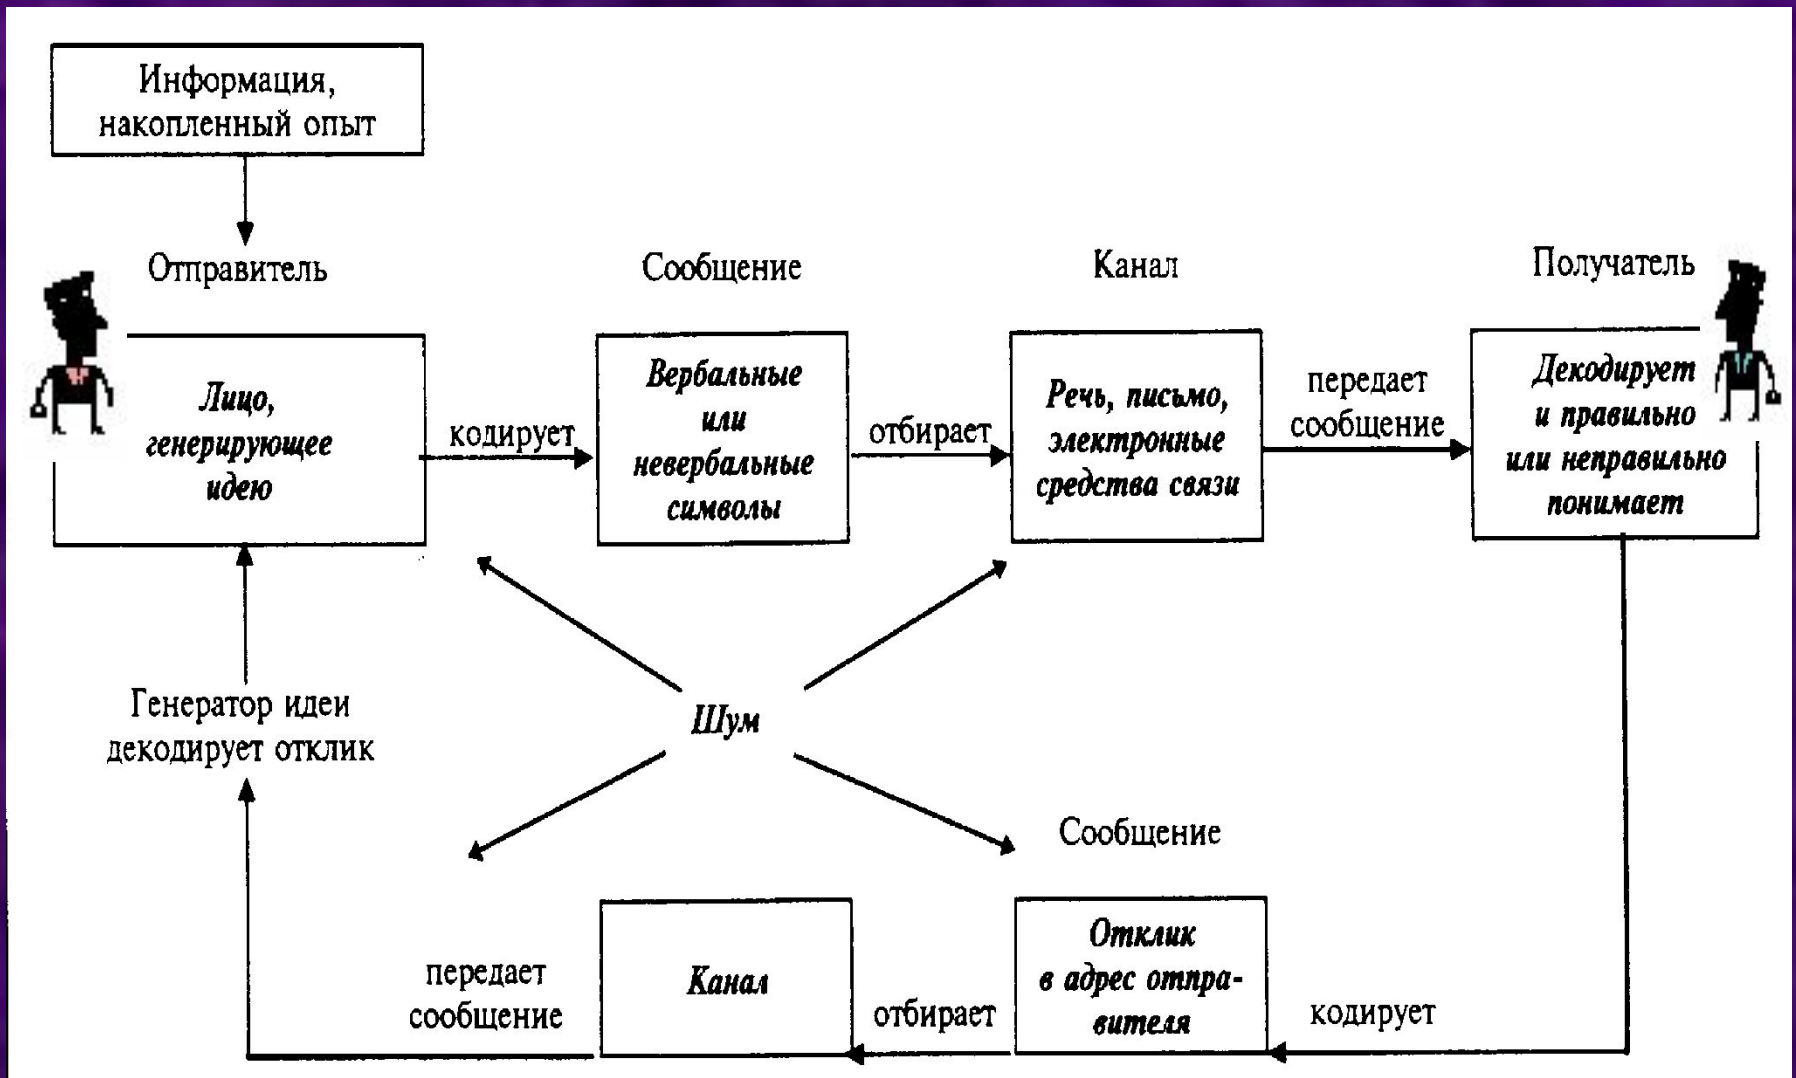 Информация,
накопленный опыт
Отправитель
Сообщение
Канал
Получатель
Лицо,
генерирующее
идею
кодирует
Вербальные
или
невербальные
символы
отбирает
Речь, письмо,
электронные
средства связи
передает
сообщение
Декодирует
и правильно
или неправильно
понимает
Генератор идеи
декодирует отклик
Шум
Сообщение
передает
сообщение
Канал
отбирает
Отклик
в адрес отпра-
вителя
кодирует